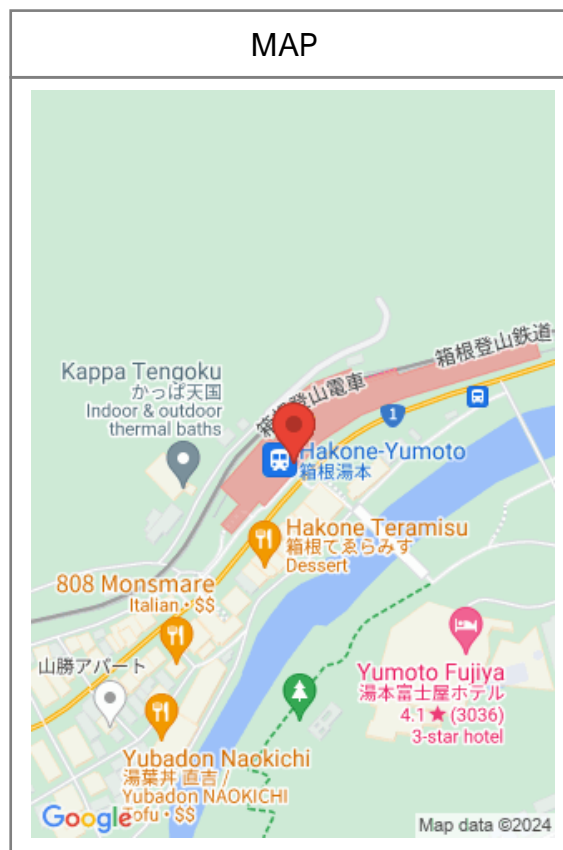 MAP
箱根登山鉄道
箱根登山電車
1
Kappa Tengoku
かっぱ天国
Indoor & outdoor
thermal baths
Hakone-Yumoto
箱根湯本
Hakone Teramisu
箱根てゑらみす
Dessert
808 Monsmare
Italian・$$
山勝アパート
Yumoto Fujiya
湯本富士屋ホテル
4.1★(3036)
3-star hotel
Yubadon Naokichi
湯葉丼 直吉 /
Yubadon NAOKICHI
Tofu・$$
Google
Map data ©2024